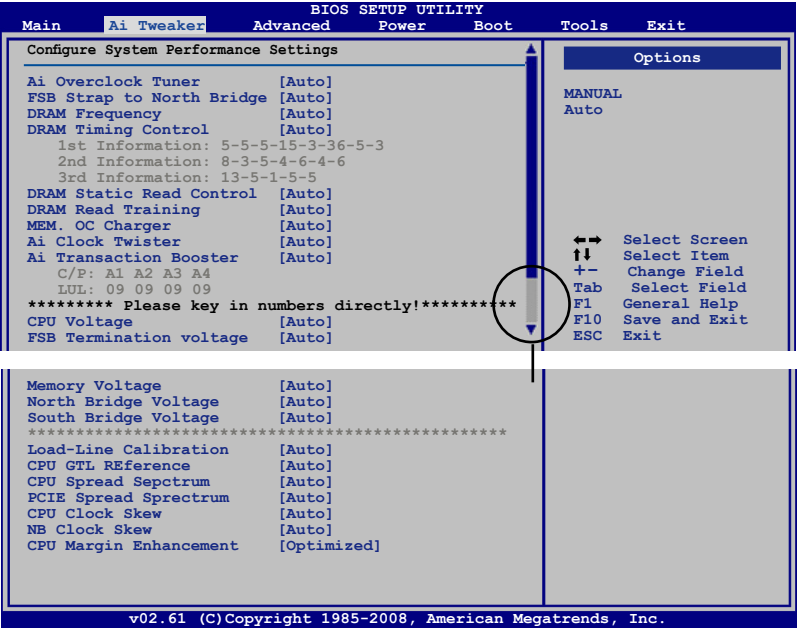 BIOS SETUP UTILITY
Main Ai Tweaker Advanced Power Boot Tools Exit
Configure System Performance Settings
Ai Overclock Tuner [Auto]
FSB Strap to North Bridge [Auto]
DRAM Frequency [Auto]
DRAM Timing Control [Auto]
1st Information: 5-5-5-15-3-36-5-3
2nd Information: 8-3-5-4-6-4-6
3rd Information: 13-5-1-5-5
DRAM Static Read Control [Auto]
DRAM Read Training [Auto]
MEM. OC Charger [Auto]
Ai Clock Twister [Auto]
Ai Transaction Booster [Auto]
C/P: A1 A2 A3 A4
LUL: 09 09 09 09
********* Please key in numbers directly!**********
CPU Voltage [Auto]
FSB Termination voltage [Auto]
Memory Voltage [Auto]
North Bridge Voltage [Auto]
South Bridge Voltage [Auto]
**************************************************
Load-Line Calibration [Auto]
CPU GTL REference [Auto]
CPU Spread Sepctrum [Auto]
PCIE Spread Sprectrum [Auto]
CPU Clock Skew [Auto]
NB Clock Skew [Auto]
CPU Margin Enhancement [Optimized]
Options
MANUAL
Auto
←→ Select Screen
↑↓ Select Item
+- Change Field
Tab Select Field
F1 General Help
F10 Save and Exit
ESC Exit
v02.61 (C)Copyright 1985-2008, American Megatrends, Inc.